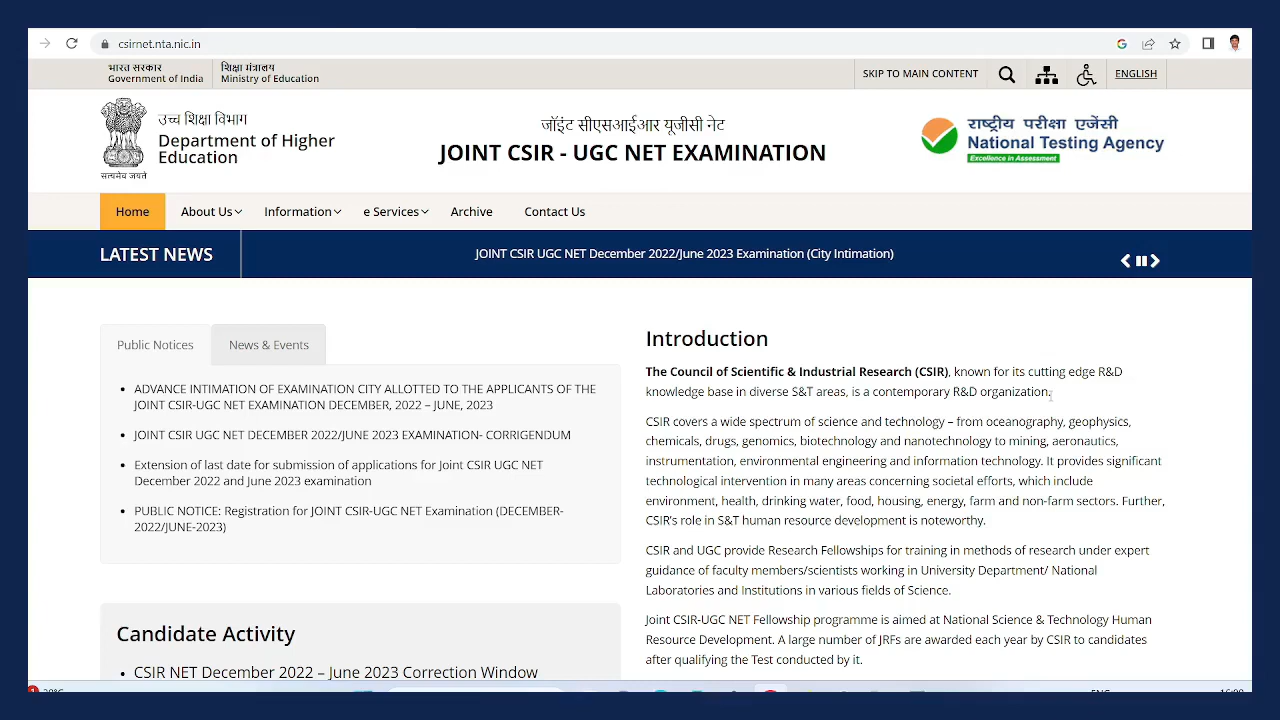 csirnet.nta.nic.in
भारत सरकार
Government of India
शिक्षा मंत्रालय
Ministry of Education
SKIP TO MAIN CONTENT
ENGLISH
उच्च शिक्षा विभाग
Department of Higher
Education
सत्यमेव जयते
जॉइंट सीएसआईआर यूजीसी नेट
JOINT CSIR - UGC NET EXAMINATION
राष्ट्रीय परीक्षा एजेंसी
National Testing Agency
Excellence in Assessment
Home
About Us
Information
e Services
Archive
Contact Us
LATEST NEWS
JOINT CSIR UGC NET December 2022/June 2023 Examination (City Intimation)
Public Notices
News & Events
ADVANCE INTIMATION OF EXAMINATION CITY ALLOTTED TO THE APPLICANTS OF THE
JOINT CSIR-UGC NET EXAMINATION DECEMBER, 2022 – JUNE, 2023
JOINT CSIR UGC NET DECEMBER 2022/JUNE 2023 EXAMINATION- CORRIGENDUM
Extension of last date for submission of applications for Joint CSIR UGC NET
December 2022 and June 2023 examination
PUBLIC NOTICE: Registration for JOINT CSIR-UGC NET Examination (DECEMBER-
2022/JUNE-2023)
Candidate Activity
CSIR NET December 2022 – June 2023 Correction Window
Introduction
The Council of Scientific & Industrial Research (CSIR), known for its cutting edge R&D
knowledge base in diverse S&T areas, is a contemporary R&D organization.
CSIR covers a wide spectrum of science and technology – from oceanography, geophysics,
chemicals, drugs, genomics, biotechnology and nanotechnology to mining, aeronautics,
instrumentation, environmental engineering and information technology. It provides significant
technological intervention in many areas concerning societal efforts, which include
environment, health, drinking water, food, housing, energy, farm and non-farm sectors. Further,
CSIR's role in S&T human resource development is noteworthy.
CSIR and UGC provide Research Fellowships for training in methods of research under expert
guidance of faculty members/scientists working in University Department/ National
Laboratories and Institutions in various fields of Science.
Joint CSIR-UGC NET Fellowship programme is aimed at National Science & Technology Human
Resource Development. A large number of JRFs are awarded each year by CSIR to candidates
after qualifying the Test conducted by it.